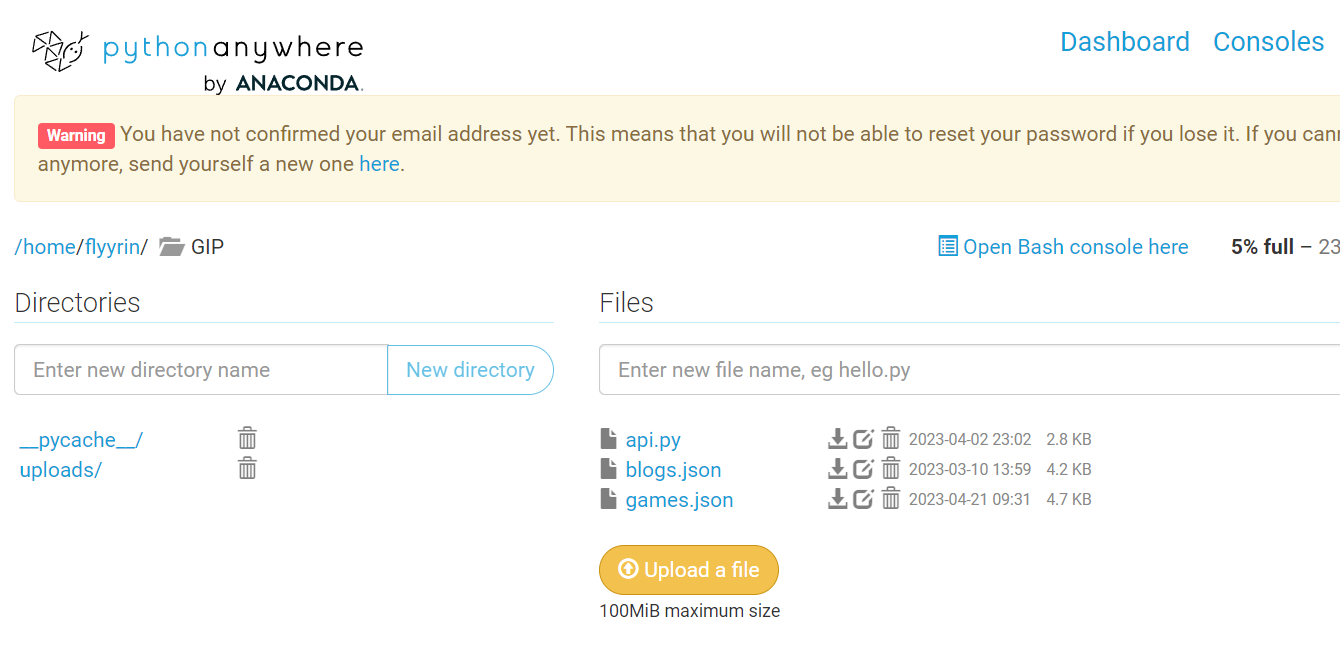 pythonanywhere
by ANACONDA.
Dashboard Consoles
Warning You have not confirmed your email address yet. This means that you will not be able to reset your password if you lose it. If you
anymore, send yourself a new one here.
/home/flyyrin/ GIP
Open Bash console here 5% full – 23
Directories
Files
Enter new directory name New directory
Enter new file name, eg hello.py
__pycache__/
uploads/
api.py 2023-04-02 23:02 2.8 KB
blogs.json 2023-03-10 13:59 4.2 KB
games.json 2023-04-21 09:31 4.7 KB
Upload a file
100MiB maximum size